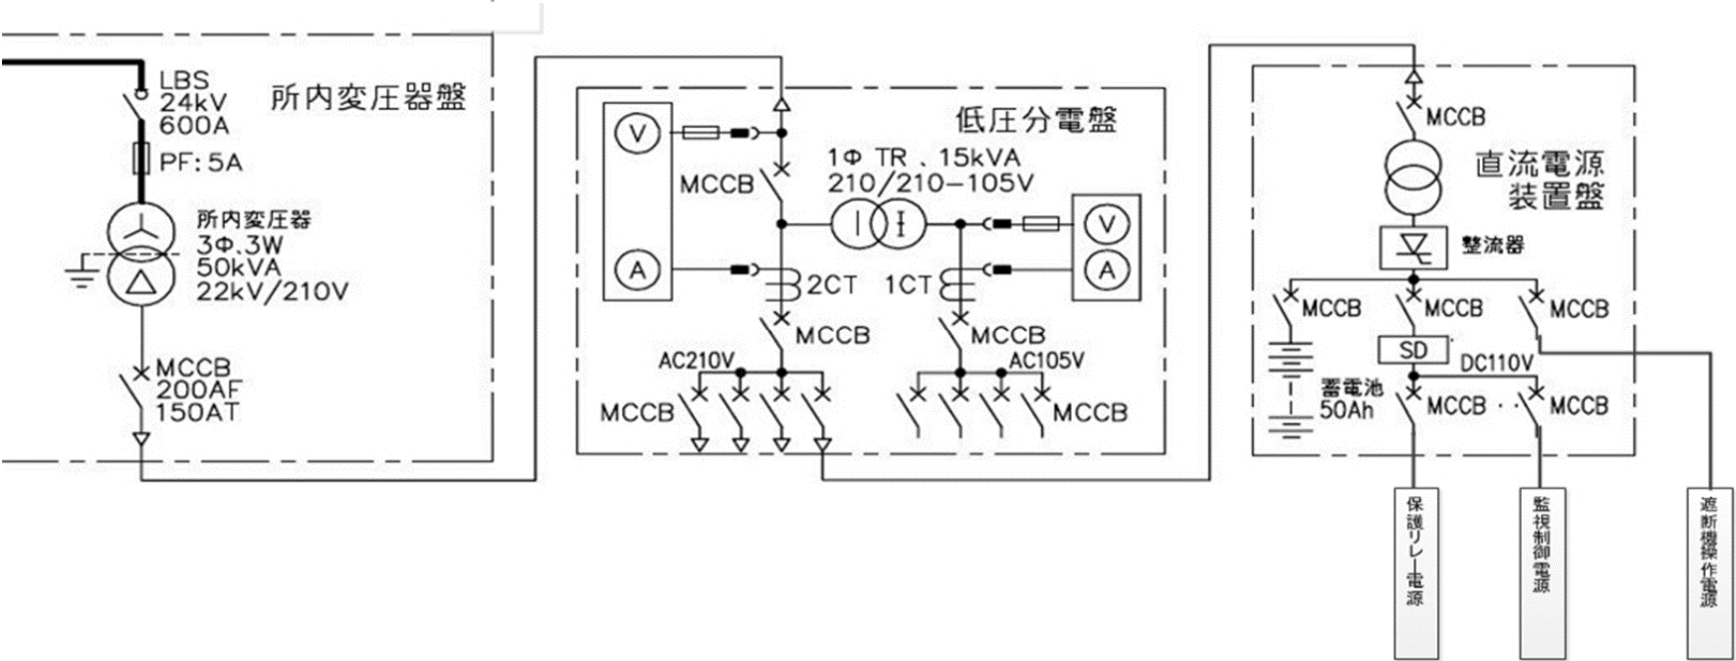 LBS
24kV
600A
所内変圧器盤
PF:5A
所内変圧器
3Φ.3W
50kVA
22kV/210V
MCCB
200AF
150AT
低圧分電盤
V
1Φ TR 、15kVA
210/210-105V
MCCB
V
A
2CT
1CT
A
MCCB
MCCB
AC210V
AC105V
MCCB
MCCB
MCCB
直流電源
装置盤
整流器
MCCB
MCCB
MCCB
SD
DC110V
蓄電池
50Ah
MCCB
MCCB
保護リレー電源
監視制御電源
遮断機操作電源